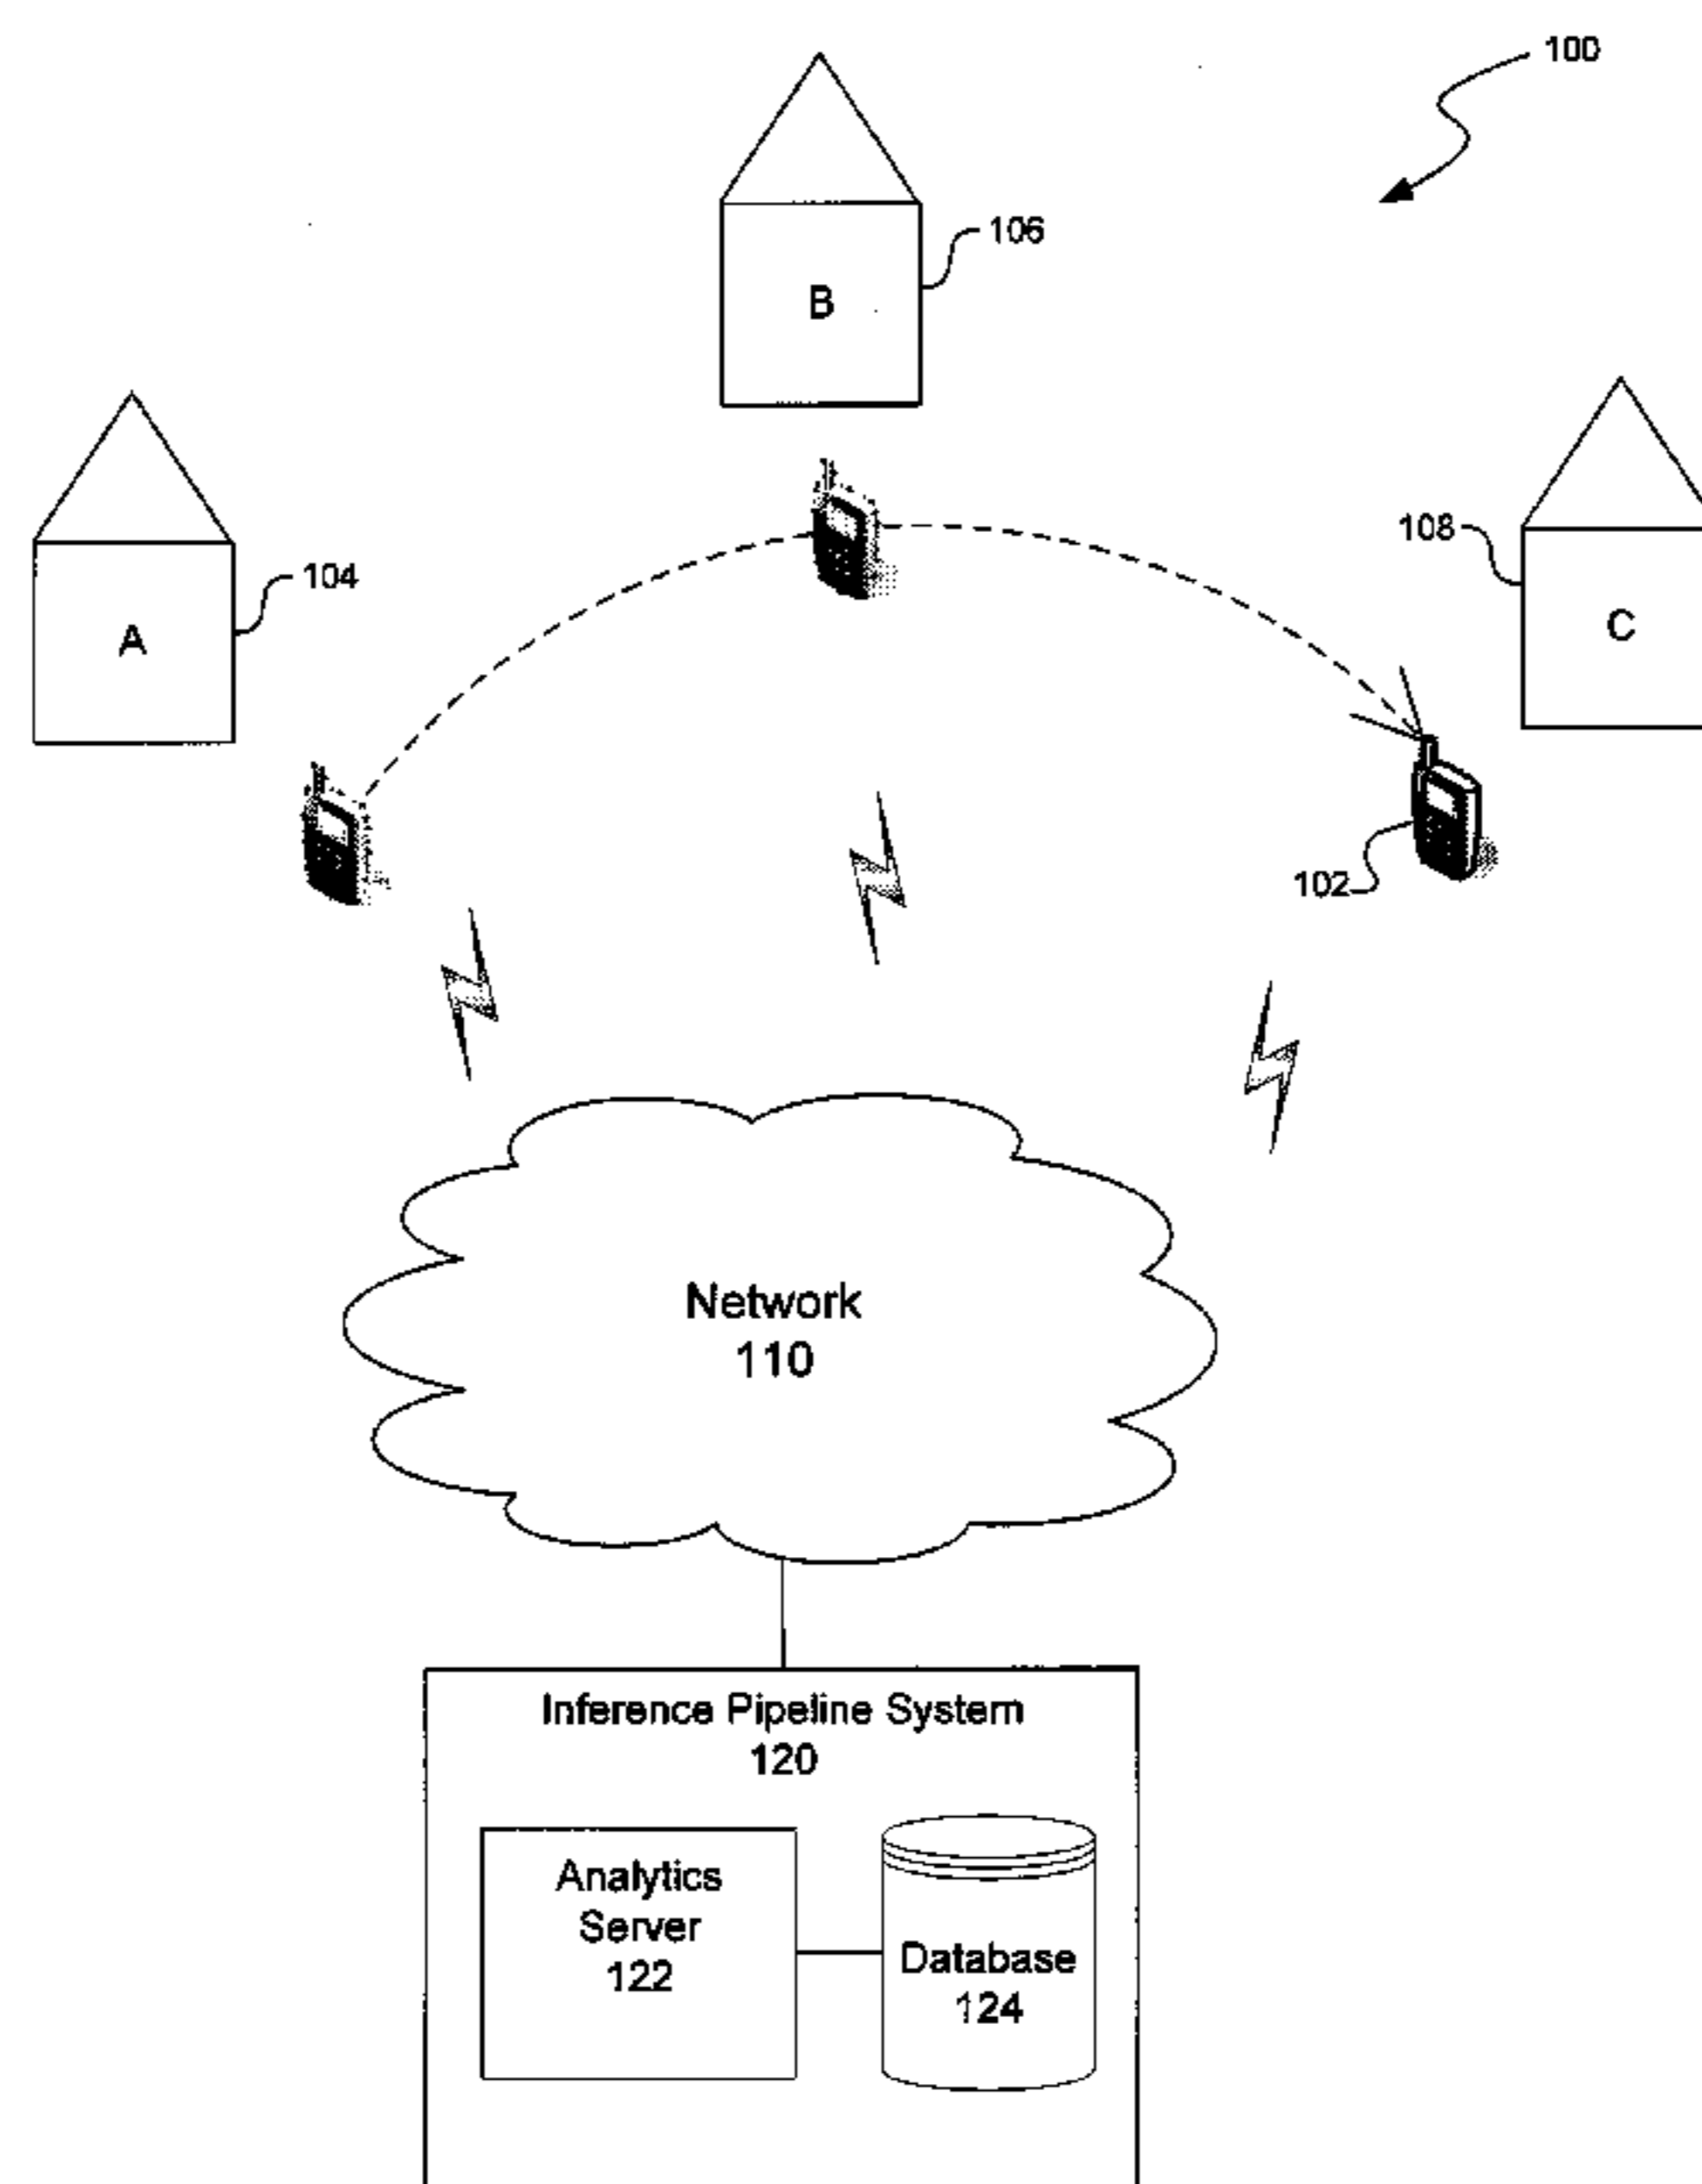 100
106
B
108
104
A
C
102
Network
110
Inference Pipeline System
120
Analytics
Server
122
Database
124